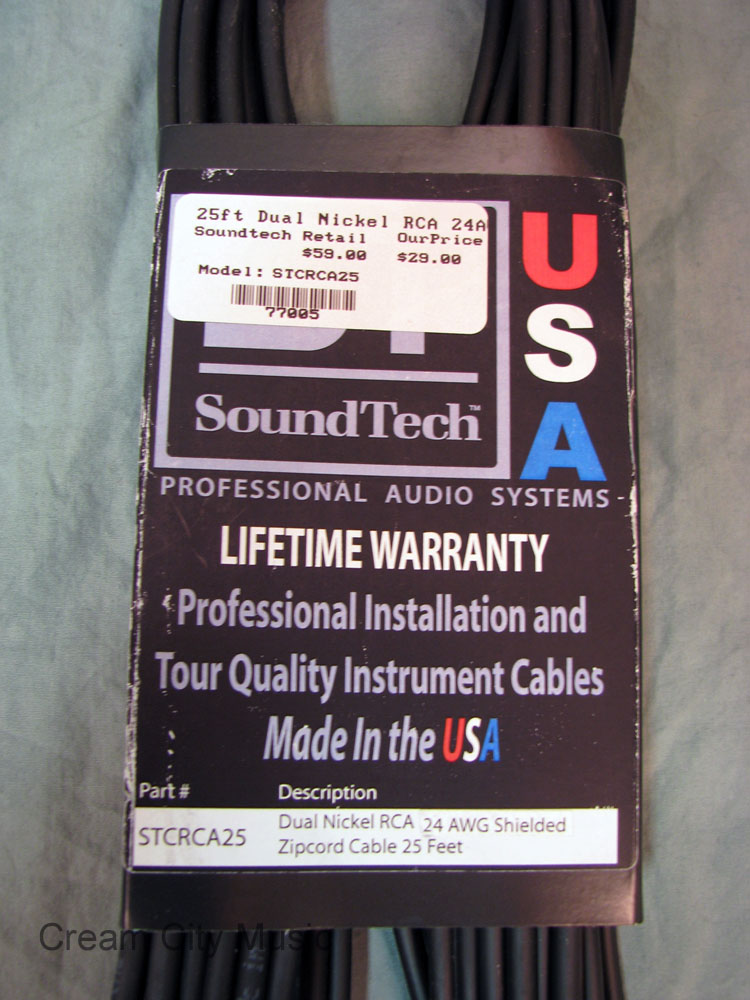 25ft Dual Nickel RCA 24A
Soundtech Retail OurPrice
$59.00 $29.00
Model: STCRCA25
77005
USA
SoundTech™
PROFESSIONAL AUDIO SYSTEMS
LIFETIME WARRANTY
Professional Installation and
Tour Quality Instrument Cables
Made In the USA
Part # Description
STCRCA25 Dual Nickel RCA 24 AWG Shielded
Zipcord Cable 25 Feet
Cream City Music